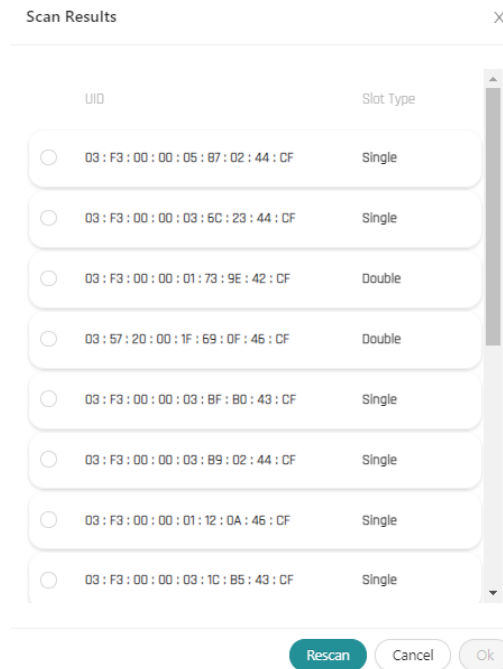 Scan Results
UID Slot Type
03 : F3 : 00 : 00 : 05 : B7 : 02 : 44 : CF Single
03 : F3 : 00 : 00 : 03 : 6C : 23 : 44 : CF Single
03 : F3 : 00 : 00 : 01 : 73 : 9E : 42 : CF Double
03 : 57 : 20 : 00 : 1F : 69 : 0F : 46 : CF Double
03 : F3 : 00 : 00 : 03 : BF : B0 : 43 : CF Single
03 : F3 : 00 : 00 : 03 : B9 : 02 : 44 : CF Single
03 : F3 : 00 : 00 : 01 : 12 : 0A : 46 : CF Single
03 : F3 : 00 : 00 : 03 : 1C : B5 : 43 : CF Single
Rescan Cancel Ok